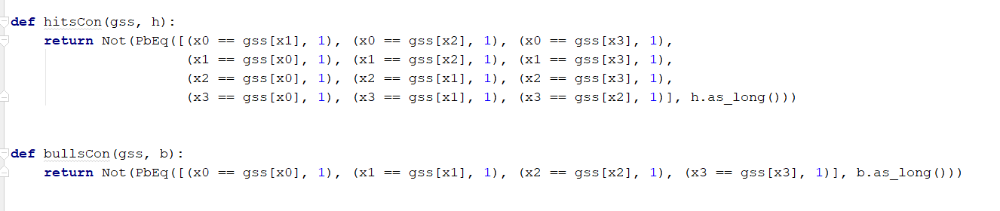 def hitsCon(gss, h):
    return Not(PbEq([(x0 == gss[x1], 1), (x0 == gss[x2], 1), (x0 == gss[x3], 1),
                     (x1 == gss[x0], 1), (x1 == gss[x2], 1), (x1 == gss[x3], 1),
                     (x2 == gss[x0], 1), (x2 == gss[x1], 1), (x2 == gss[x3], 1),
                     (x3 == gss[x0], 1), (x3 == gss[x1], 1), (x3 == gss[x2], 1)], h.as_long()))
def bullsCon(gss, b):
    return Not(PbEq([(x0 == gss[x0], 1), (x1 == gss[x1], 1), (x2 == gss[x2], 1), (x3 == gss[x3], 1)], b.as_long()))